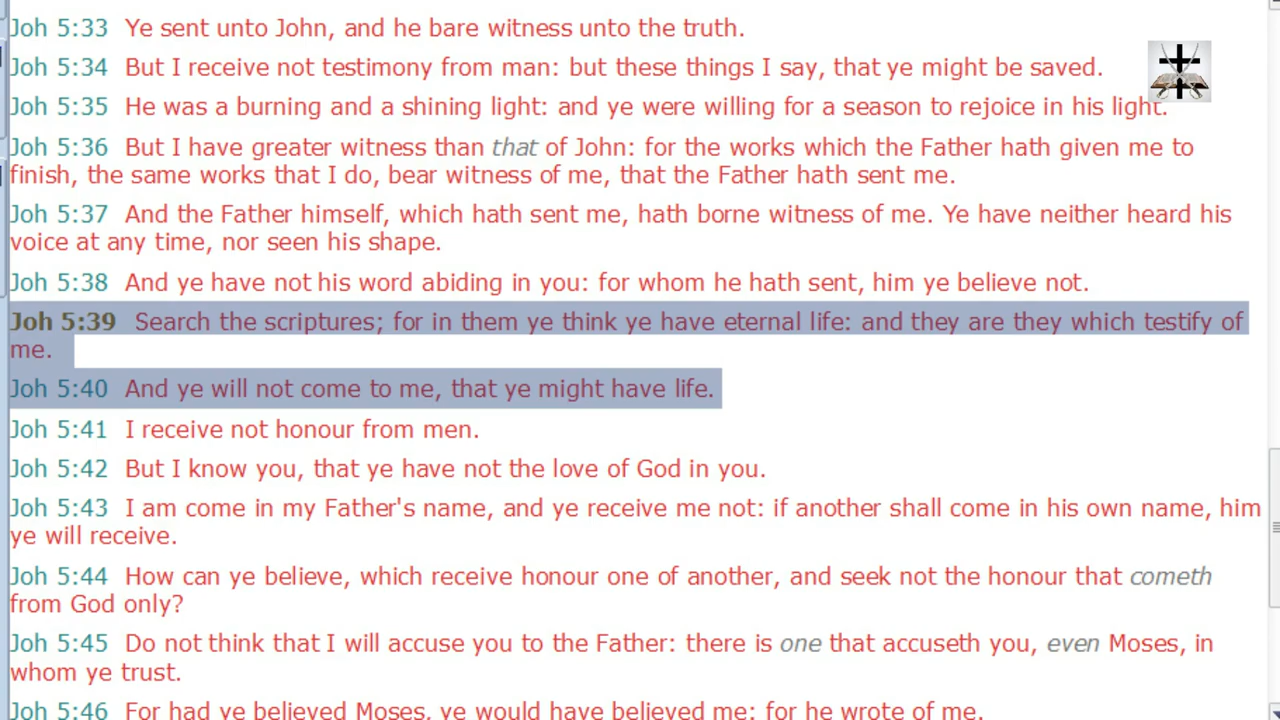 Joh 5:33 Ye sent unto John, and he bare witness unto the truth.
Joh 5:34 But I receive not testimony from man: but these things I say, that ye might be saved.
Joh 5:35 He was a burning and a shining light: and ye were willing for a season to rejoice in his light.
Joh 5:36 But I have greater witness than that of John: for the works which the Father hath given me to
finish, the same works that I do, bear witness of me, that the Father hath sent me.
Joh 5:37 And the Father himself, which hath sent me, hath borne witness of me. Ye have neither heard his
voice at any time, nor seen his shape.
Joh 5:38 And ye have not his word abiding in you: for whom he hath sent, him ye believe not.
Joh 5:39 Search the scriptures; for in them ye think ye have eternal life: and they are they which testify of
me.
Joh 5:40 And ye will not come to me, that ye might have life.
Joh 5:41 I receive not honour from men.
Joh 5:42 But I know you, that ye have not the love of God in you.
Joh 5:43 I am come in my Father's name, and ye receive me not: if another shall come in his own name, him
ye will receive.
Joh 5:44 How can ye believe, which receive honour one of another, and seek not the honour that cometh
from God only?
Joh 5:45 Do not think that I will accuse you to the Father: there is one that accuseth you, even Moses, in
whom ye trust.
Joh 5:46 For had ye believed Moses, ye would have believed me: for he wrote of me.